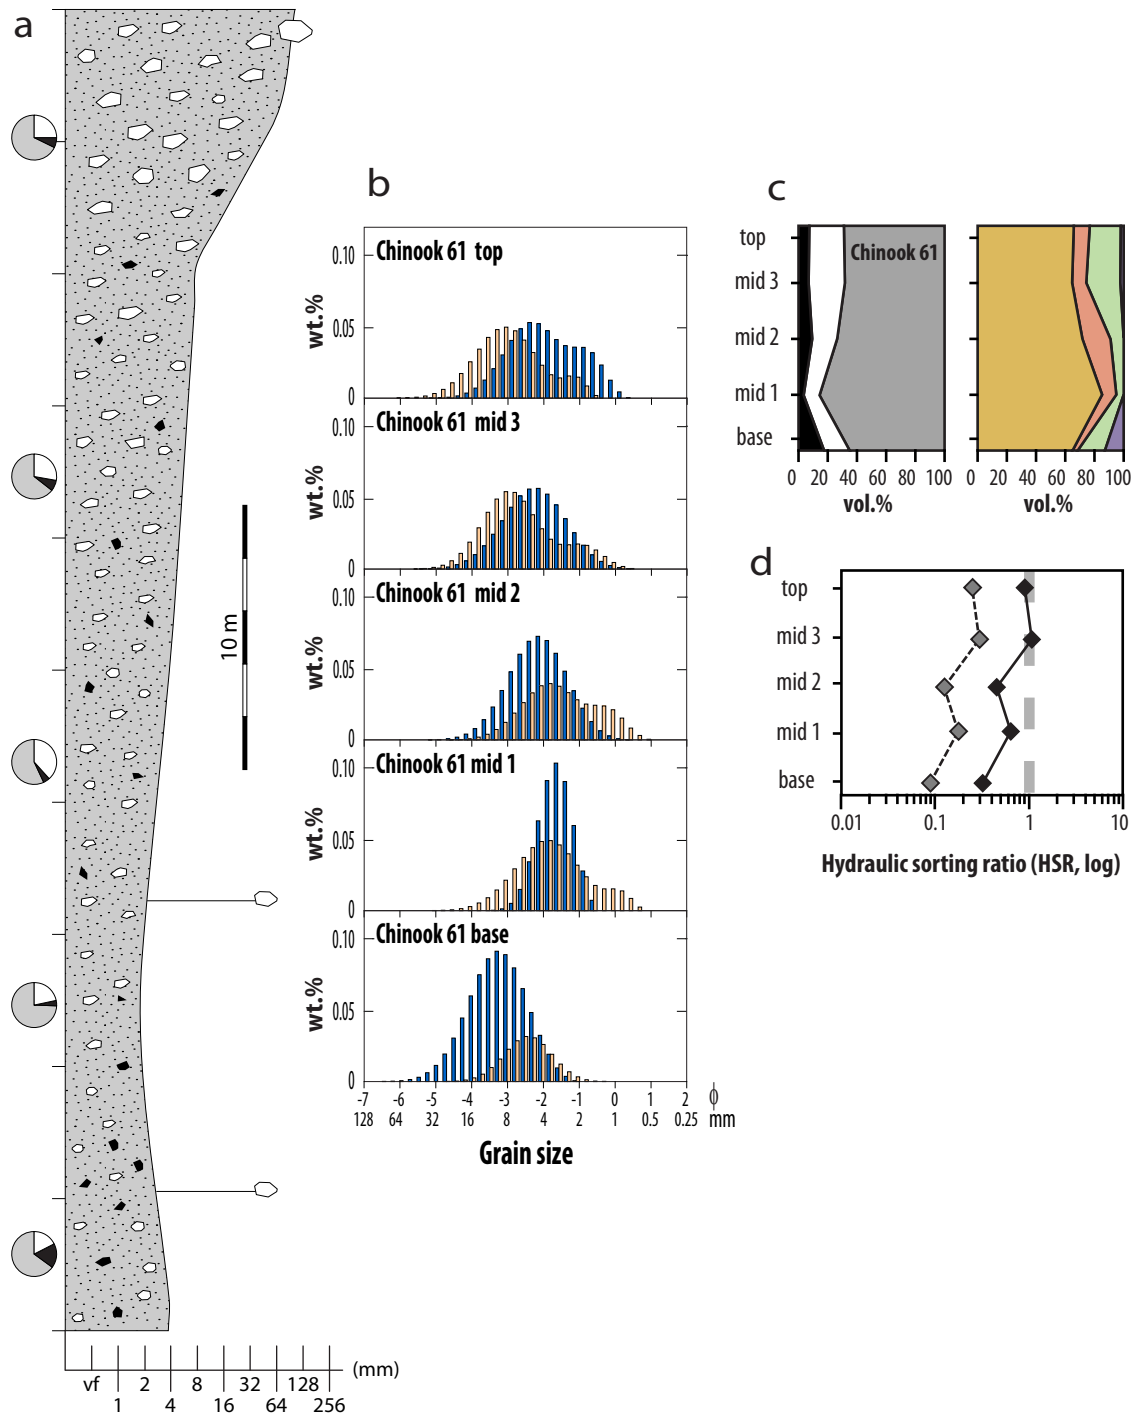 a
10 m
(mm)
vf 2 8 32 128
1 4 16 64 256
b
Chinook 61 top
0.10
0.05
0
wt.%
Chinook 61 mid 3
0.10
0.05
0
wt.%
Chinook 61 mid 2
0.10
0.05
0
wt.%
Chinook 61 mid 1
0.10
0.05
0
wt.%
Chinook 61 base
0.10
0.05
0
wt.%
-7 -6 -5 -4 -3 -2 -1 0 1 2 ϕ
128 64 32 16 8 4 2 1 0.5 0.25 mm
Grain size
c
top
mid 3
mid 2
mid 1
base
Chinook 61
0 20 40 60 80 100
vol.%
0 20 40 60 80 100
vol.%
d
top
mid 3
mid 2
mid 1
base
0.01 0.1 1 10
Hydraulic sorting ratio (HSR, log)